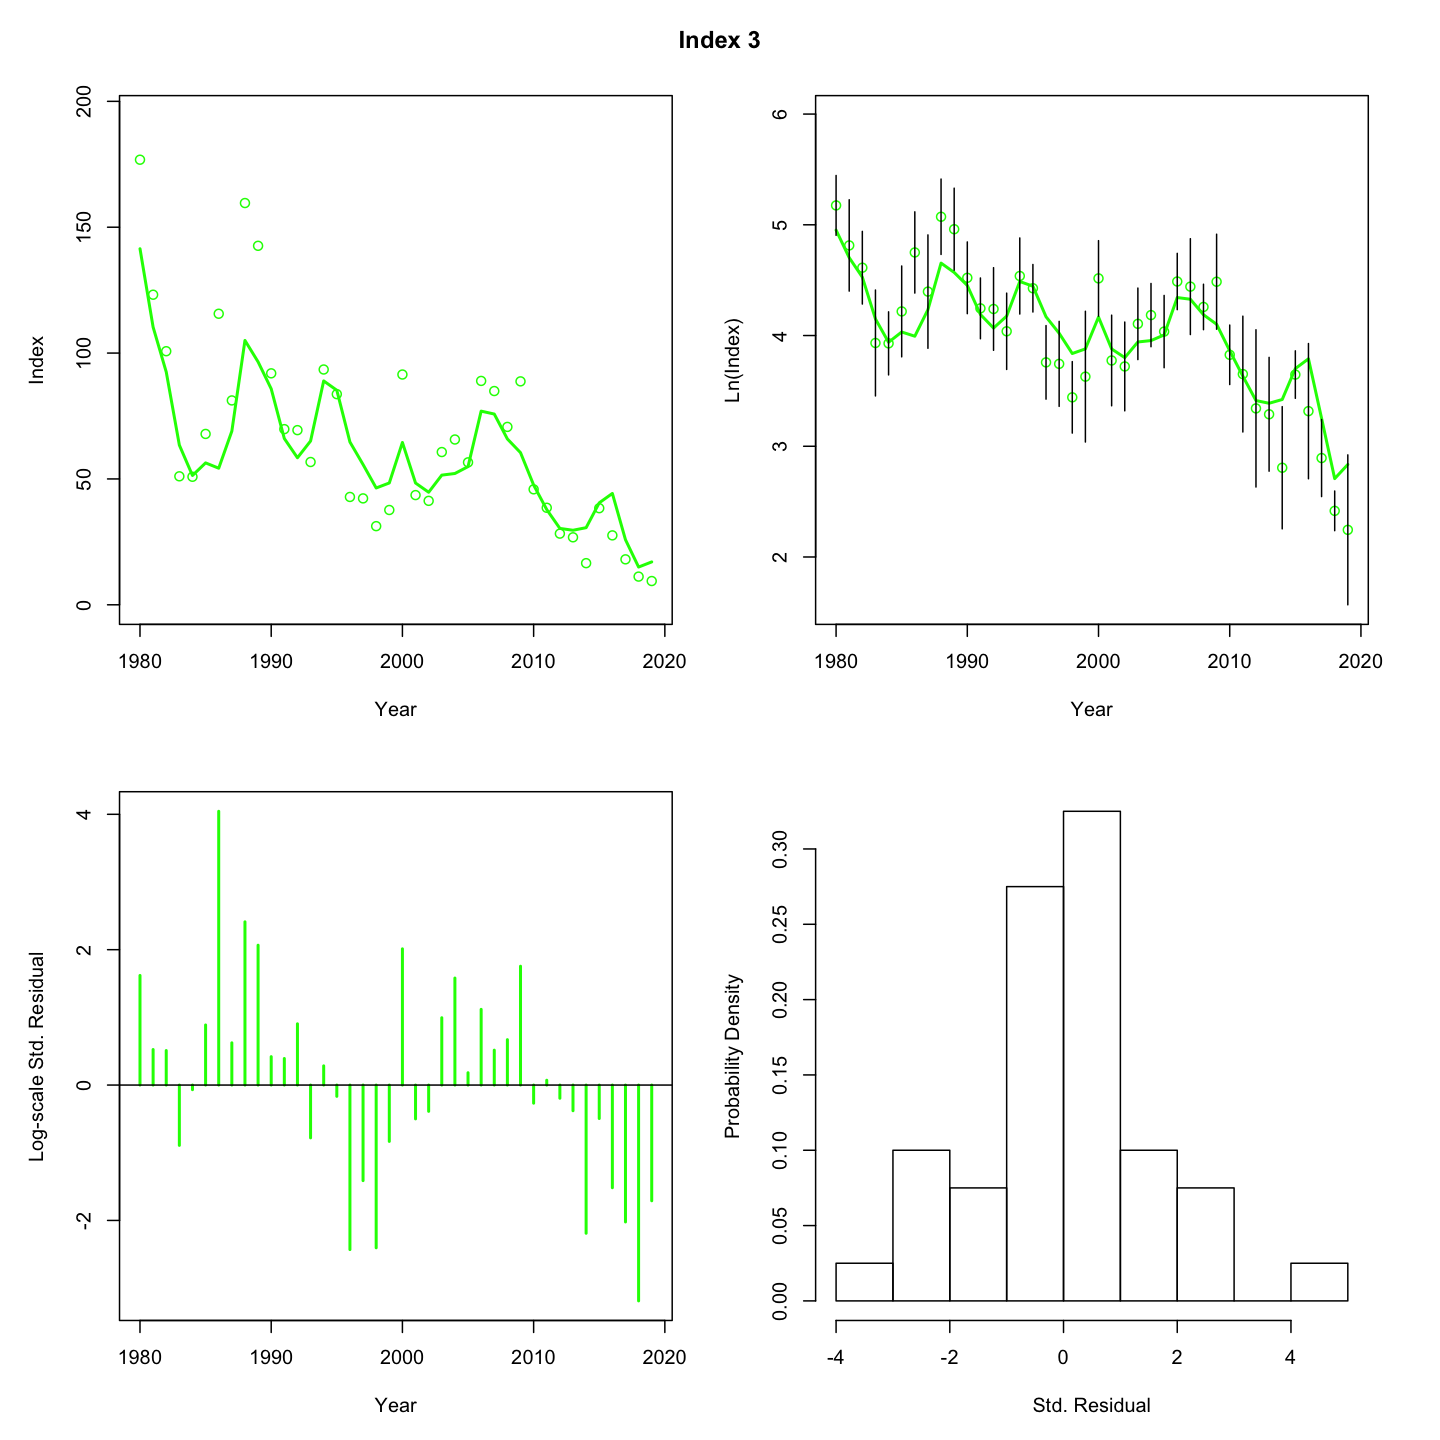 Index 3
200
150
100
50
0
Index
1980 1990 2000 2010 2020
Year
6
5
4
3
2
Ln(Index)
1980 1990 2000 2010 2020
Year
4
2
0
-2
Log-scale Std. Residual
1980 1990 2000 2010 2020
Year
0.30
0.25
0.20
0.15
0.10
0.05
0.00
Probability Density
-4 -2 0 2 4
Std. Residual